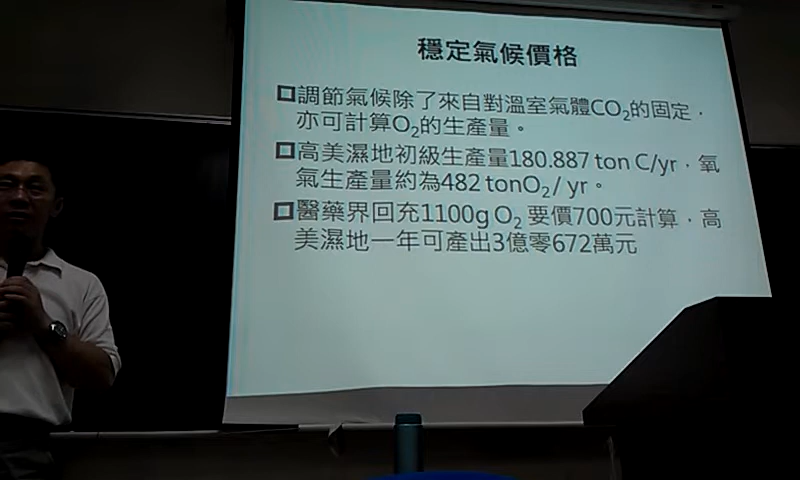 穩定氣候價格
調節氣候除了來自對溫室氣體CO₂的固定，
亦可計算O₂的生產量。
高美濕地初級生產量180.887 ton C/yr，氧
氣生產量約為482 tonO₂/ yr。
醫藥界回充1100g O₂ 要價700元計算，高
美濕地一年可產出3億零672萬元